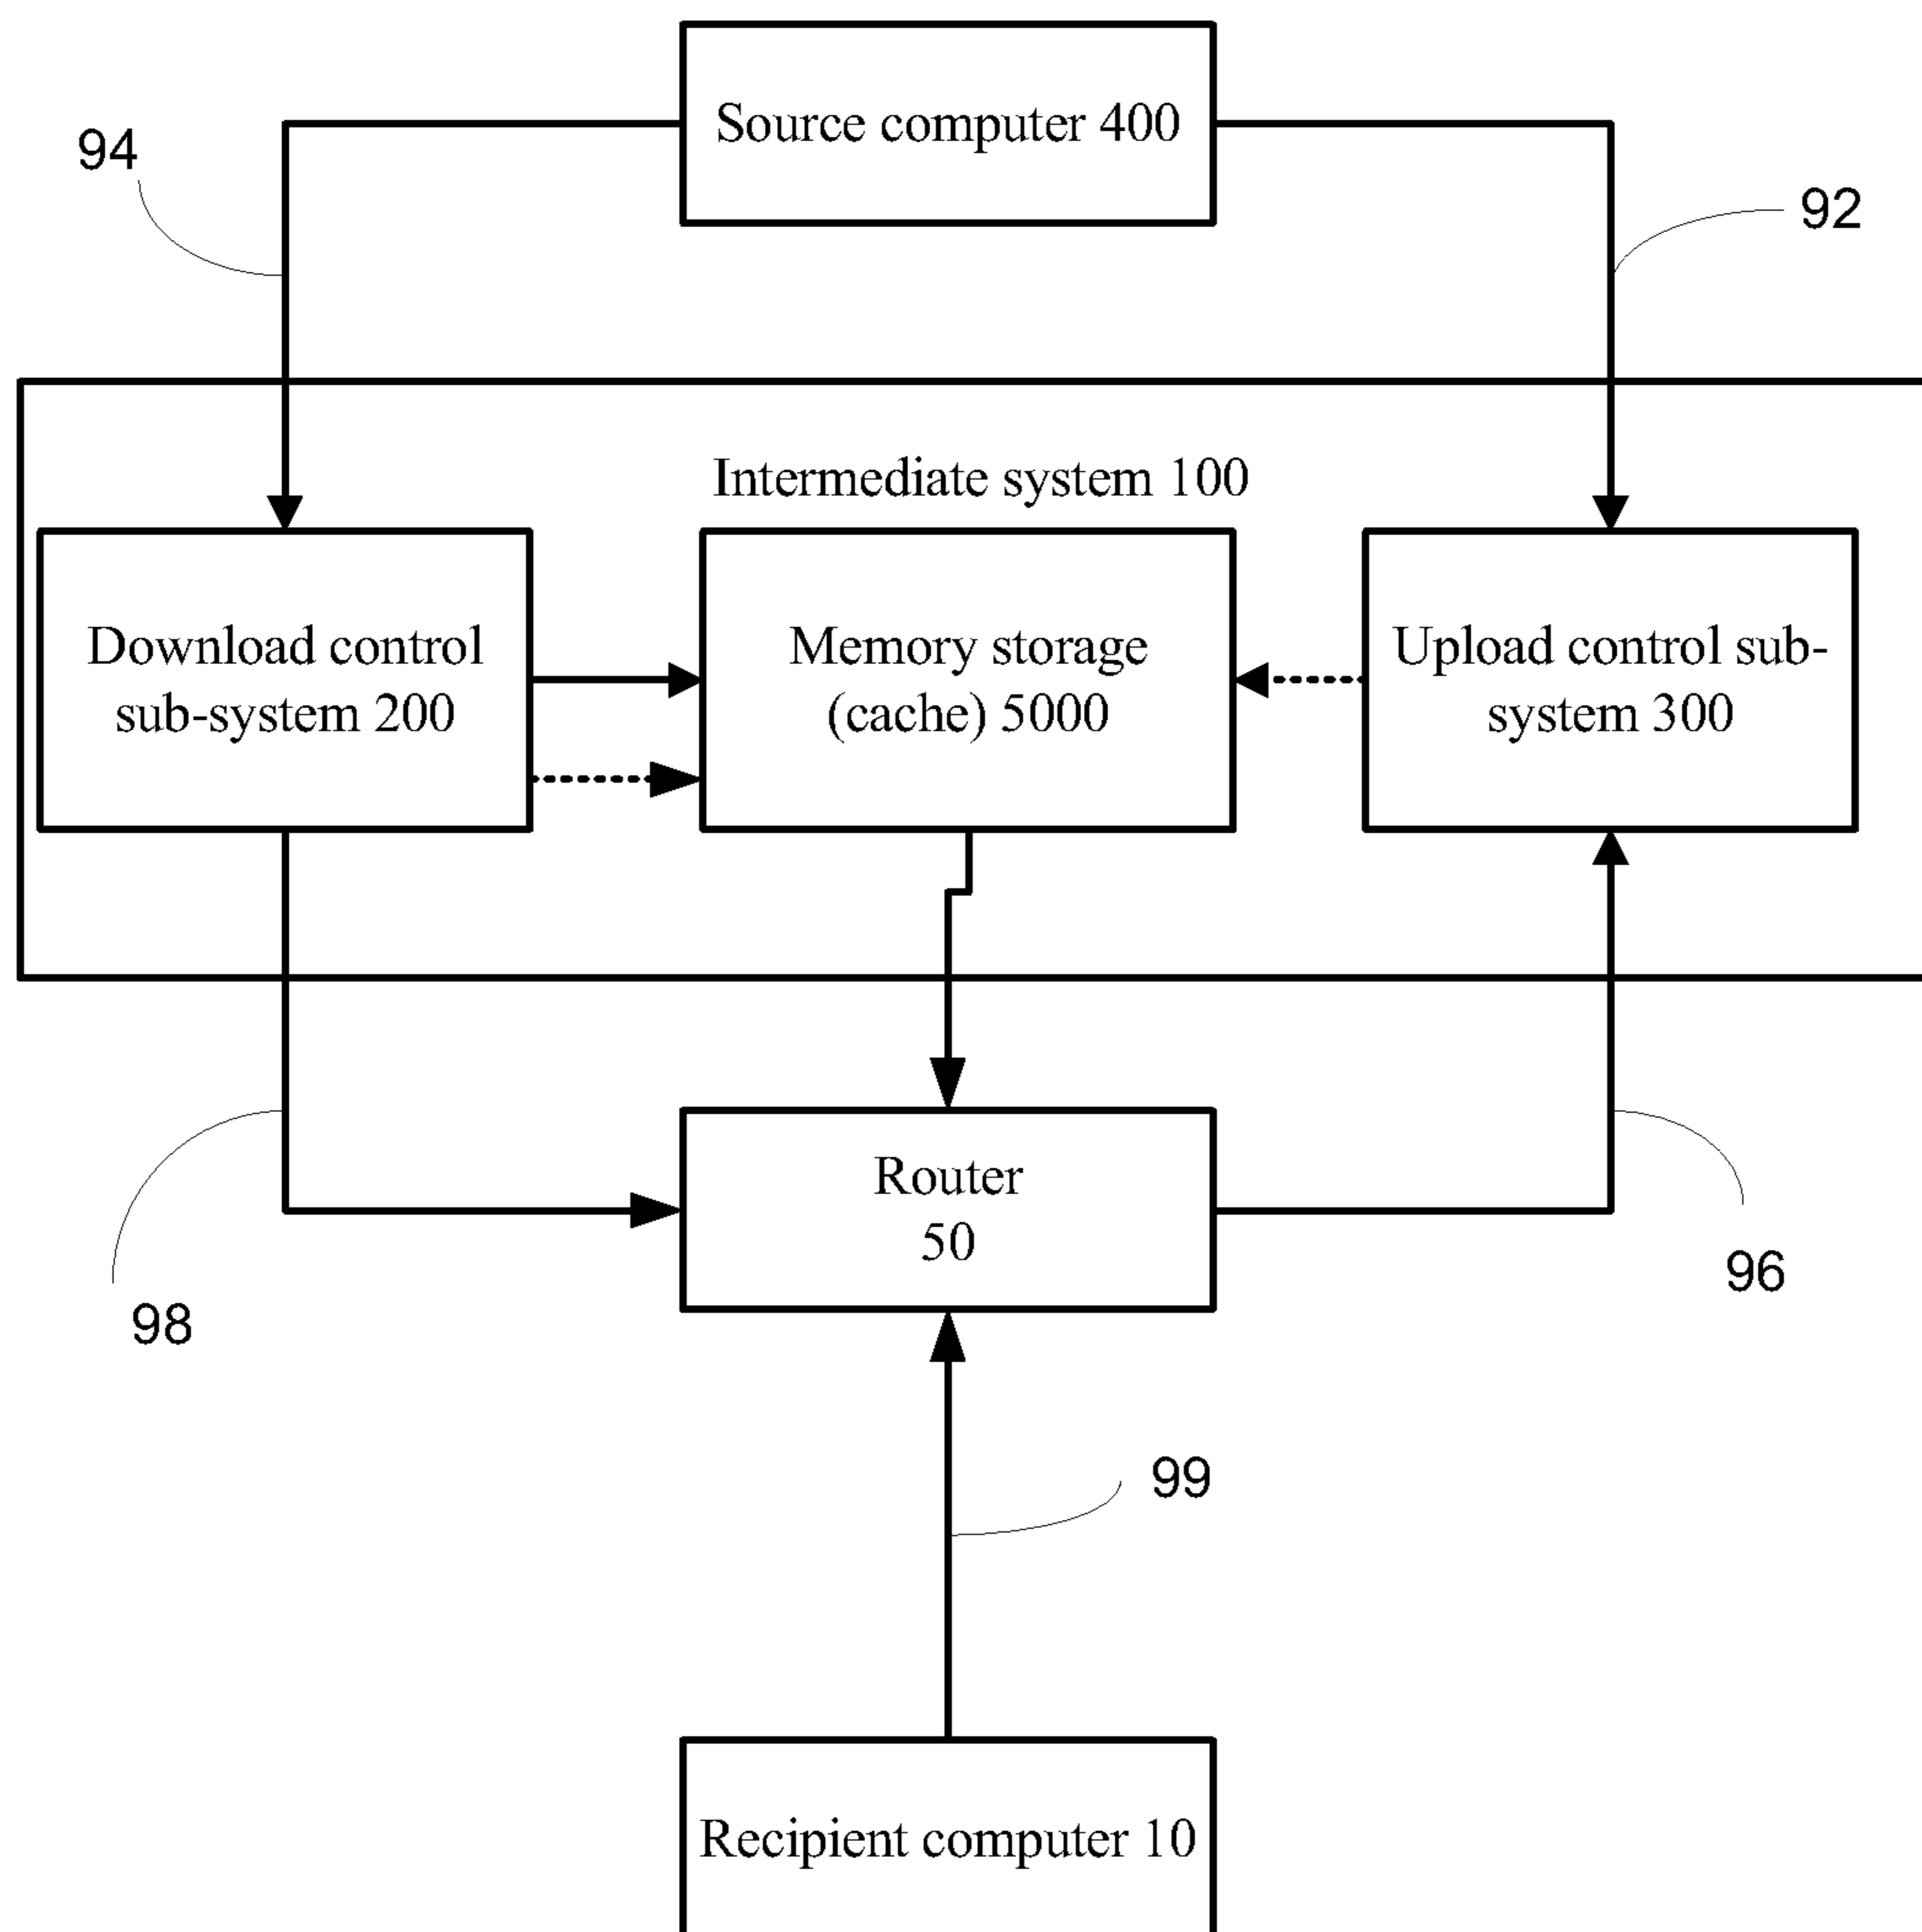 Source computer 400
94
92
Intermediate system 100
Download control
sub-system 200
Memory storage
(cache) 5000
Upload control sub-
system 300
Router
50
98
96
99
Recipient computer 10